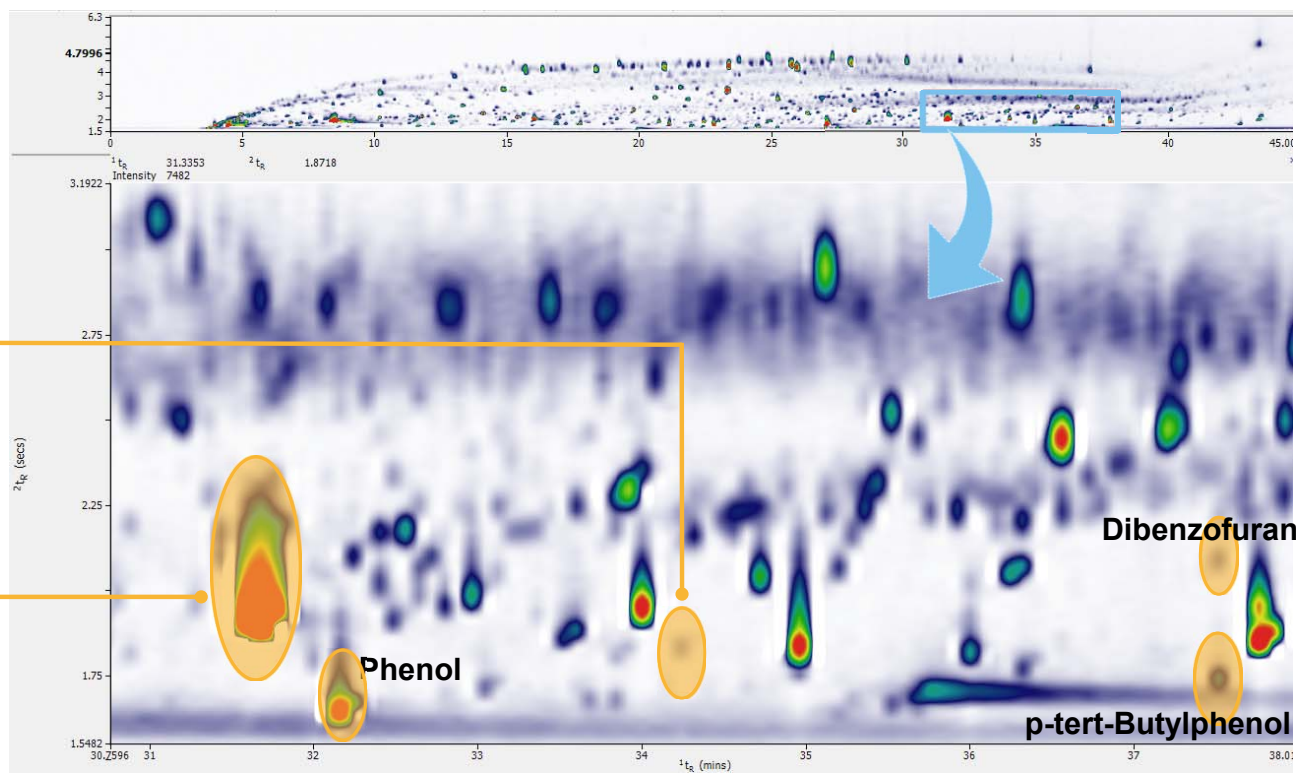 6.3
4.7996
4
3
2
1.5
0 5 10 15 20 25 30 35 40 45.00
¹tR 31.3353 ²tR 1.8718
Intensity 7482
3.1922
2.75
²tR (secs)
2.25
Dibenzofuran
1.75
Phenol
p-tert-Butylphenol
1.5482
30.2596 31 32 33 34 35 36 37 38.01
¹tR (mins)